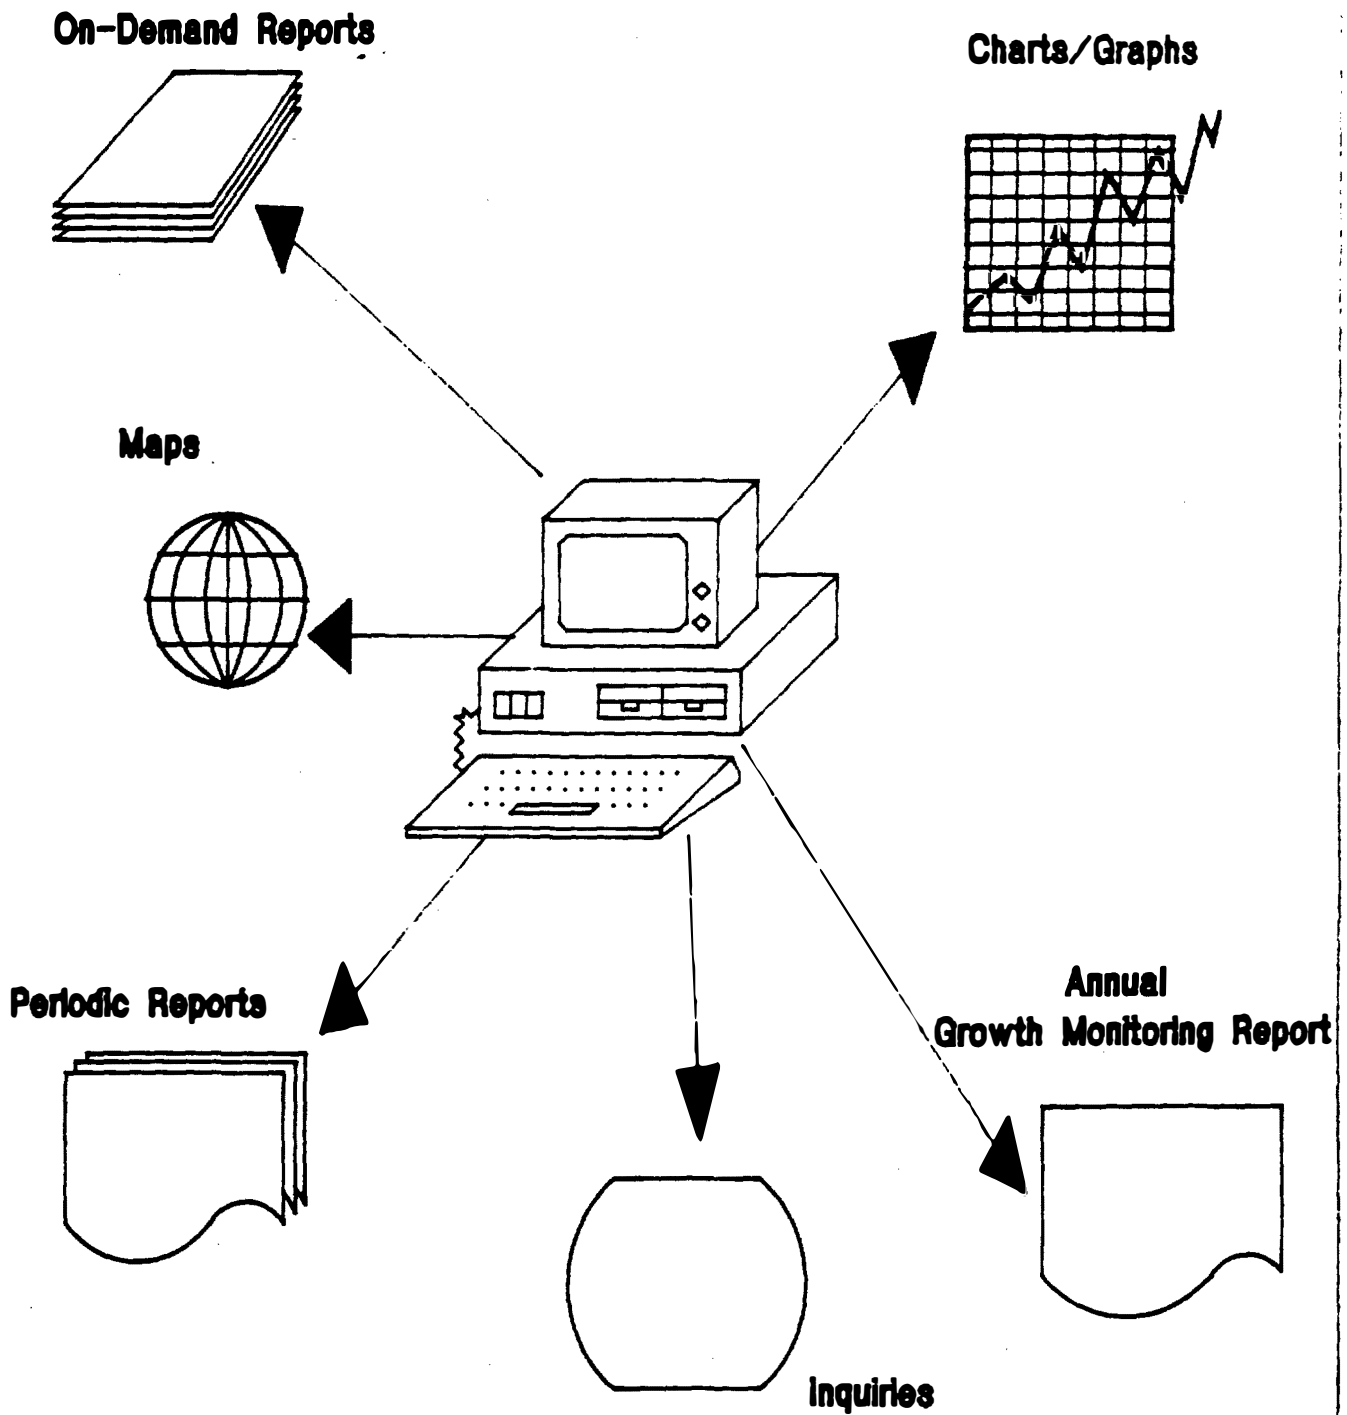 On-Demand Reports
Charts/Graphs
Maps
Periodic Reports
Annual
Growth Monitoring Report
Inquiries